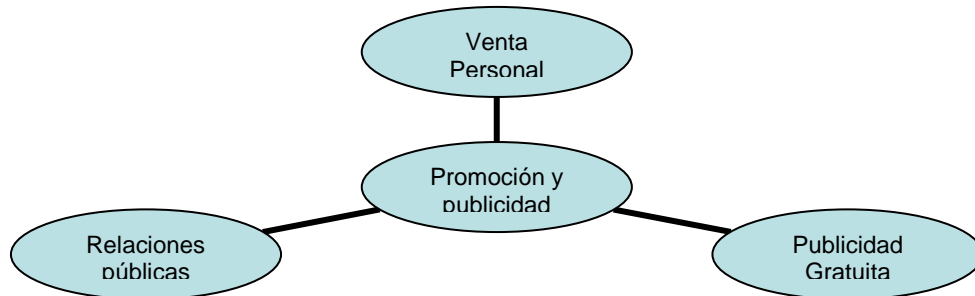 Venta
Personal
Promoción y
publicidad
Relaciones
públicas
Publicidad
Gratuita